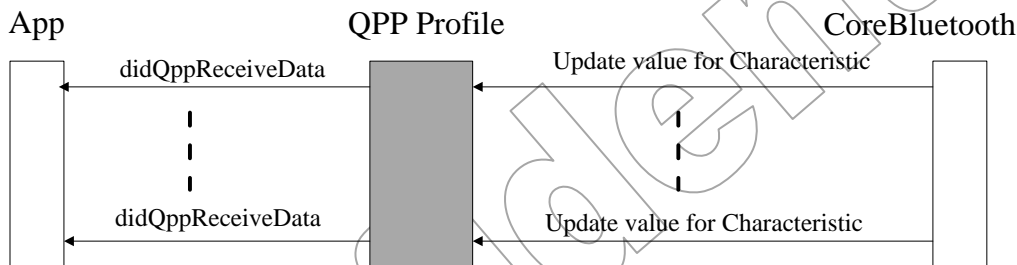 App QPP Profile CoreBluetooth
didQppReceiveData Update value for Characteristic
didQppReceiveData Update value for Characteristic